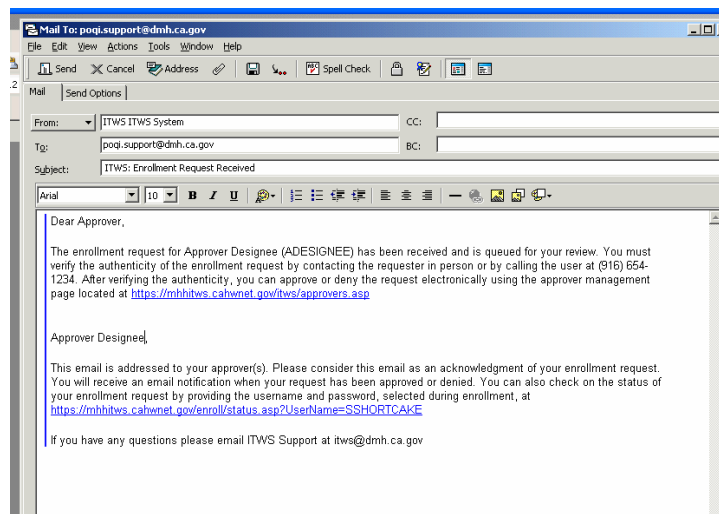 Mail To: poqi.support@dmh.ca.gov
File Edit View Actions Tools Window Help
Send Cancel Address Spell Check
.2
Mail Send Options
From: ITWS ITWS System CC:
To: poqi.support@dmh.ca.gov BC:
Subject: ITWS: Enrollment Request Received
Arial 10 B I U
Dear Approver,
The enrollment request for Approver Designee (ADESIGNEE) has been received and is queued for your review. You must
verify the authenticity of the enrollment request by contacting the requester in person or by calling the user at (916) 654-
1234. After verifying the authenticity, you can approve or deny the request electronically using the approver management
page located at https://mhhitws.cahwnet.gov/itws/approvers.asp
Approver Designee,
This email is addressed to your approver(s). Please consider this email as an acknowledgment of your enrollment request.
You will receive an email notification when your request has been approved or denied. You can also check on the status of
your enrollment request by providing the username and password, selected during enrollment, at
https://mhhitws.cahwnet.gov/enroll/status.asp?UserName=SSHORTCAKE
If you have any questions please email ITWS Support at itws@dmh.ca.gov